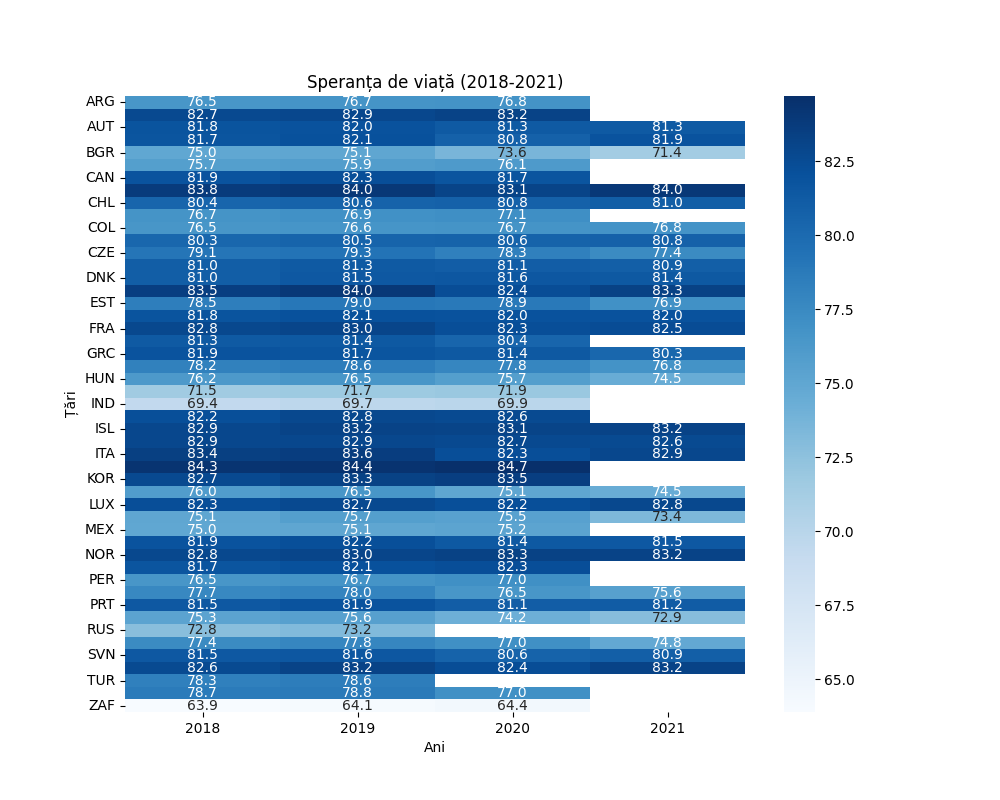 Speranța de viață (2018-2021)
ARG 76.5 76.7 76.8
82.7 82.9 83.2
AUT 81.8 82.0 81.3 81.3
81.7 82.1 80.8 81.9
BGR 75.0 75.1 73.6 71.4
75.7 75.9 76.1
CAN 81.9 82.3 81.7
83.8 84.0 83.1 84.0
CHL 80.4 80.6 80.8 81.0
76.7 76.9 77.1
COL 76.5 76.6 76.7 76.8
80.3 80.5 80.6 80.8
CZE 79.1 79.3 78.3 77.4
81.0 81.3 81.1 80.9
DNK 81.0 81.5 81.6 81.4
83.5 84.0 82.4 83.3
EST 78.5 79.0 78.9 76.9
81.8 82.1 82.0 82.0
FRA 82.8 83.0 82.3 82.5
81.3 81.4 80.4
GRC 81.9 81.7 81.4 80.3
78.2 78.6 77.8 76.8
HUN 76.2 76.5 75.7 74.5
71.5 71.7 71.9
IND 69.4 69.7 69.9
82.2 82.8 82.6
ISL 82.9 83.2 83.1 83.2
82.9 82.9 82.7 82.6
ITA 83.4 83.6 82.3 82.9
84.3 84.4 84.7
KOR 82.7 83.3 83.5
76.0 76.5 75.1 74.5
LUX 82.3 82.7 82.2 82.8
75.1 75.7 75.5 73.4
MEX 75.0 75.1 75.2
81.9 82.2 81.4 81.5
NOR 82.8 83.0 83.3 83.2
81.7 82.1 82.3
PER 76.5 76.7 77.0
77.7 78.0 76.5 75.6
PRT 81.5 81.9 81.1 81.2
75.3 75.6 74.2 72.9
RUS 72.8 73.2
77.4 77.8 77.0 74.8
SVN 81.5 81.6 80.6 80.9
82.6 83.2 82.4 83.2
TUR 78.3 78.6
78.7 78.8 77.0
ZAF 63.9 64.1 64.4
2018 2019 2020 2021
Ani
Țări
82.5
80.0
77.5
75.0
72.5
70.0
67.5
65.0